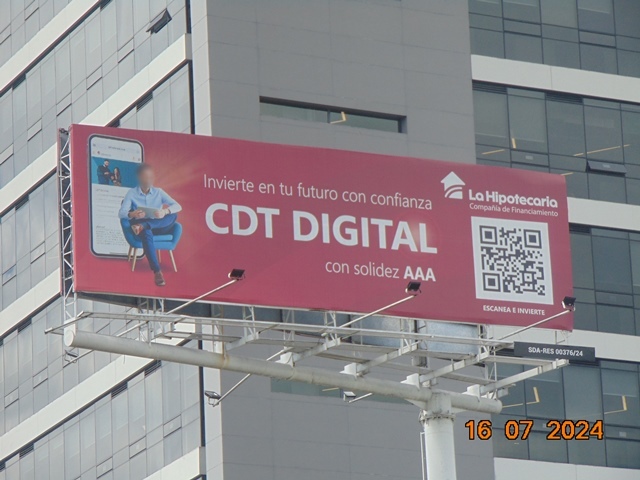 Invierte en tu futuro con confianza
CDT DIGITAL
con solidez AAA
La Hipotecaria
Compañía de Financiamiento
ESCANEA E INVIERTE
SDA-RES 00376/24
16 07 2024